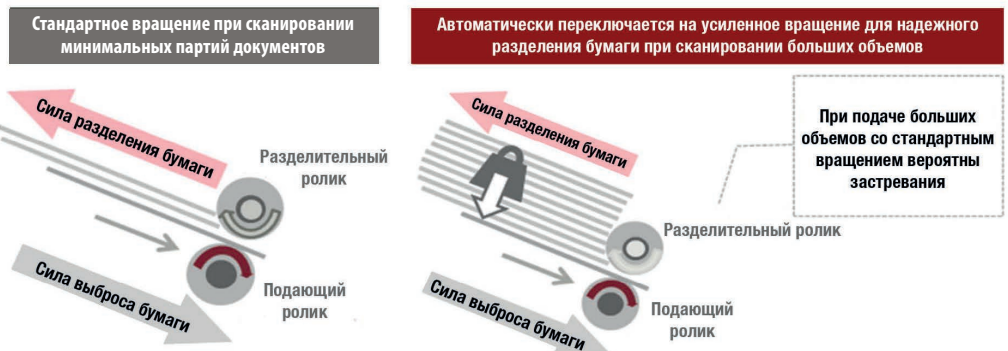 Стандартное вращение при сканировании
минимальных партий документов
Сила разделения бумаги
Разделительный
ролик
Сила выброса бумаги
Подающий
ролик
Автоматически переключается на усиленное вращение для надежного
разделения бумаги при сканировании больших объемов
Сила разделения бумаги
При подаче больших
объемов со стандартным
вращением вероятны
застревания
Разделительный ролик
Сила выброса бумаги
Подающий
ролик